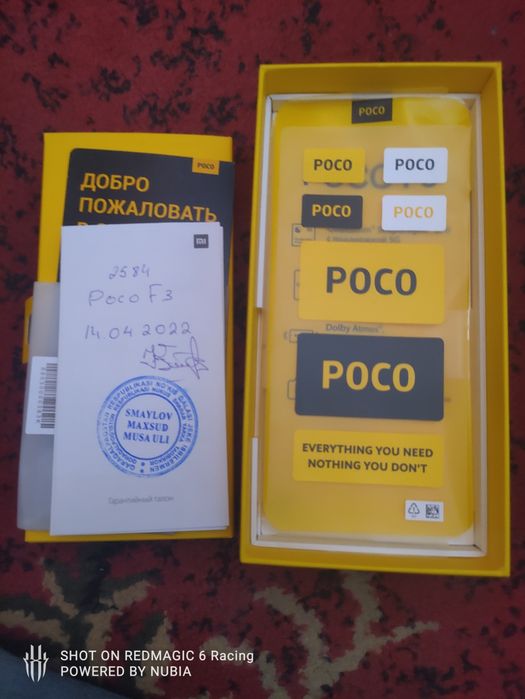 POCO
ДОБРО
ПОЖАЛОВАТЬ
MI
2584
Poco F3
14.04 2022
SMAYLOV
MAXSUD
MUSA ULI
Гарантийный талон
POCO
POCO
POCO
POCO
POCO
Dolby Atmos
POCO
POCO
EVERYTHING YOU NEED
NOTHING YOU DON'T
SHOT ON REDMAGIC 6 Racing
POWERED BY NUBIA